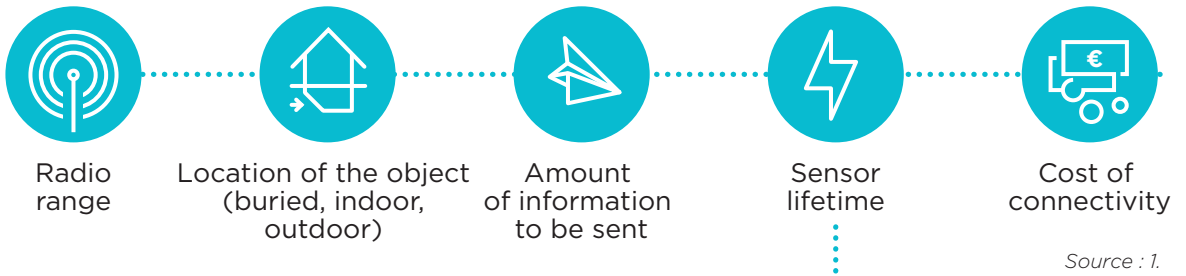 €
Radio
range
Location of the object
(buried, indoor,
outdoor)
Amount
of information
to be sent
Sensor
lifetime
Cost of
connectivity
Source : 1.